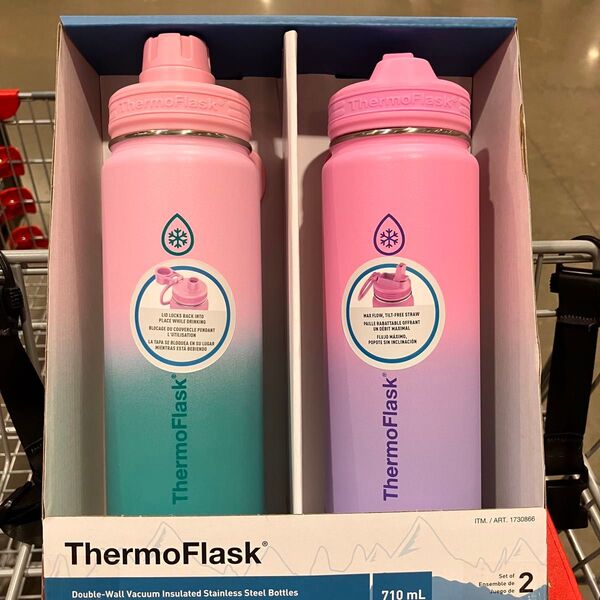 ThermoFlask®
ThermoFlask®
LID LOCKS BACK INTO
PLACE WHILE DRINKING
BLOCAGE DU COUVERCLE PENDANT
L'UTILISATION
LA TAPA SE BLOQUEA EN SU LUGAR
MIENTRAS ESTÁ BEBIENDO
MAX FLOW, TILT-FREE STRAW
PAILLE RABATTABLE OFFRANT
UN DÉBIT MAXIMAL
FLUJO MÁXIMO,
POPOTE SIN INCLINACIÓN
ThermoFlask®
ThermoFlask®
ITM. / ART. 1730866
ThermoFlask®
Set of
Ensemble de
Juego de
2
Double-Wall Vacuum Insulated Stainless Steel Bottles
710 mL